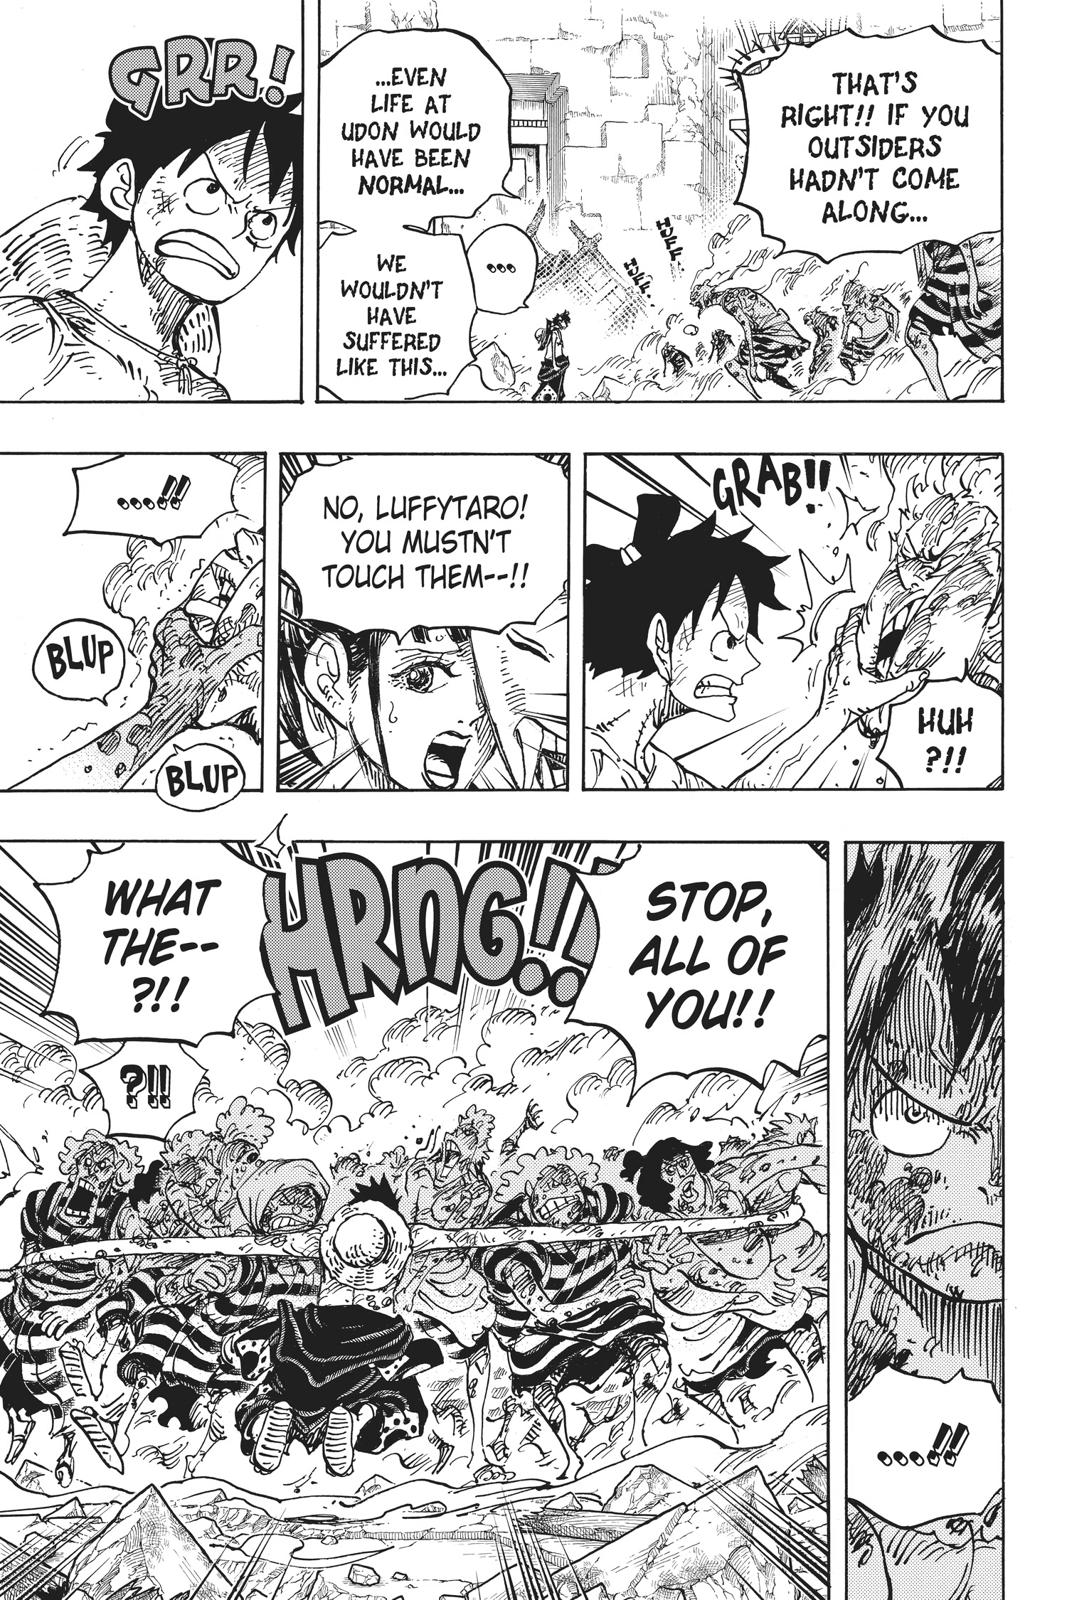 THAT'S
RIGHT!! IF YOU
OUTSIDERS
HADN'T COME
ALONG...
HUFF..
HUFF..
...EVEN
LIFE AT
UDON WOULD
HAVE BEEN
NORMAL...
...
WE
WOULDN'T
HAVE
SUFFERED
LIKE THIS...
GRR!
GRAB!!
HUH
?!!
NO, LUFFYTARO!
YOU MUSTN'T
TOUCH THEM--!!
...!!
BLUP
BLUP
...!!
STOP,
ALL OF
YOU!!
HRNG!!
WHAT
THE--
?!!
?!!